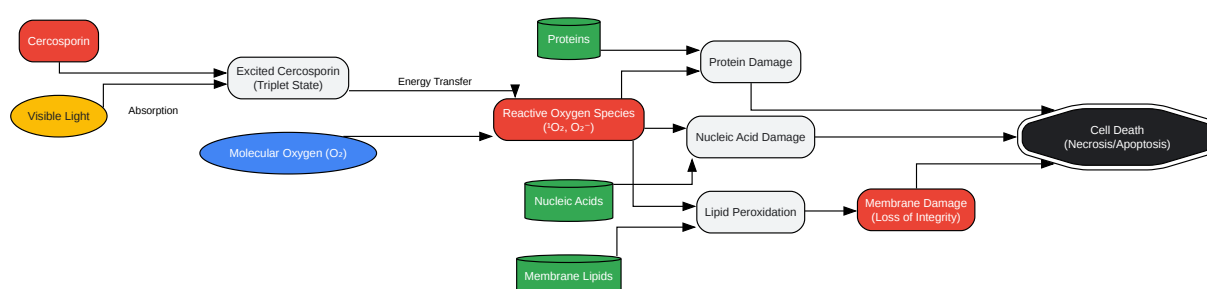 Cercosporin
Visible Light
Absorption
Excited Cercosporin
(Triplet State)
Energy Transfer
Molecular Oxygen (O₂)
Reactive Oxygen Species
(¹O₂, O₂⁻)
Proteins
Nucleic Acids
Membrane Lipids
Protein Damage
Nucleic Acid Damage
Lipid Peroxidation
Membrane Damage
(Loss of Integrity)
Cell Death
(Necrosis/Apoptosis)